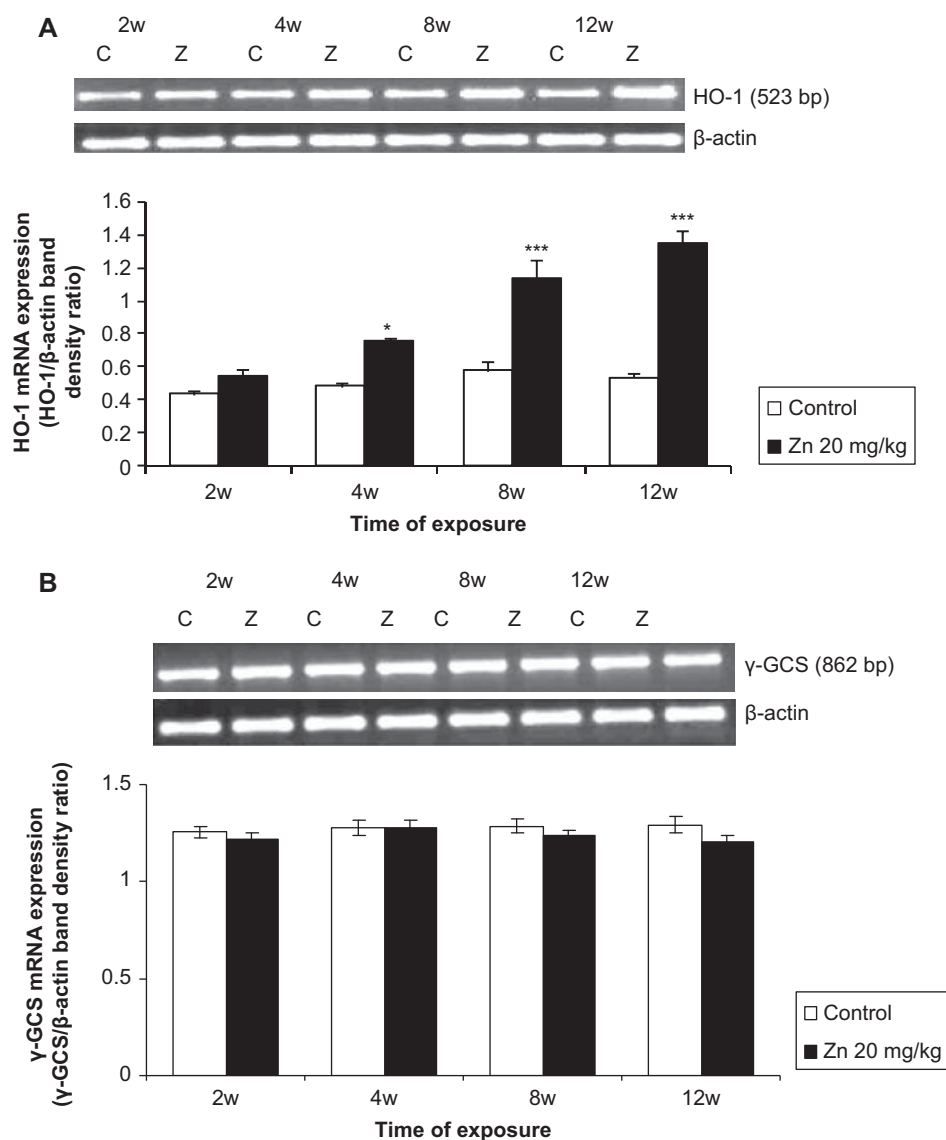 A
2w 4w 8w 12w
C Z C Z C Z C Z
HO-1 (523 bp)
β-actin
HO-1 mRNA expression
(HO-1/β-actin band
density ratio)
1.6
1.4
1.2
1
0.8
0.6
0.4
0.2
0
*
***
***
2w 4w 8w 12w
Time of exposure
Control
Zn 20 mg/kg
B
2w 4w 8w 12w
C Z C Z C Z C Z
γ-GCS (862 bp)
β-actin
γ-GCS mRNA expression
(γ-GCS/β-actin band density ratio)
1.5
1
0.5
0
2w 4w 8w 12w
Time of exposure
Control
Zn 20 mg/kg